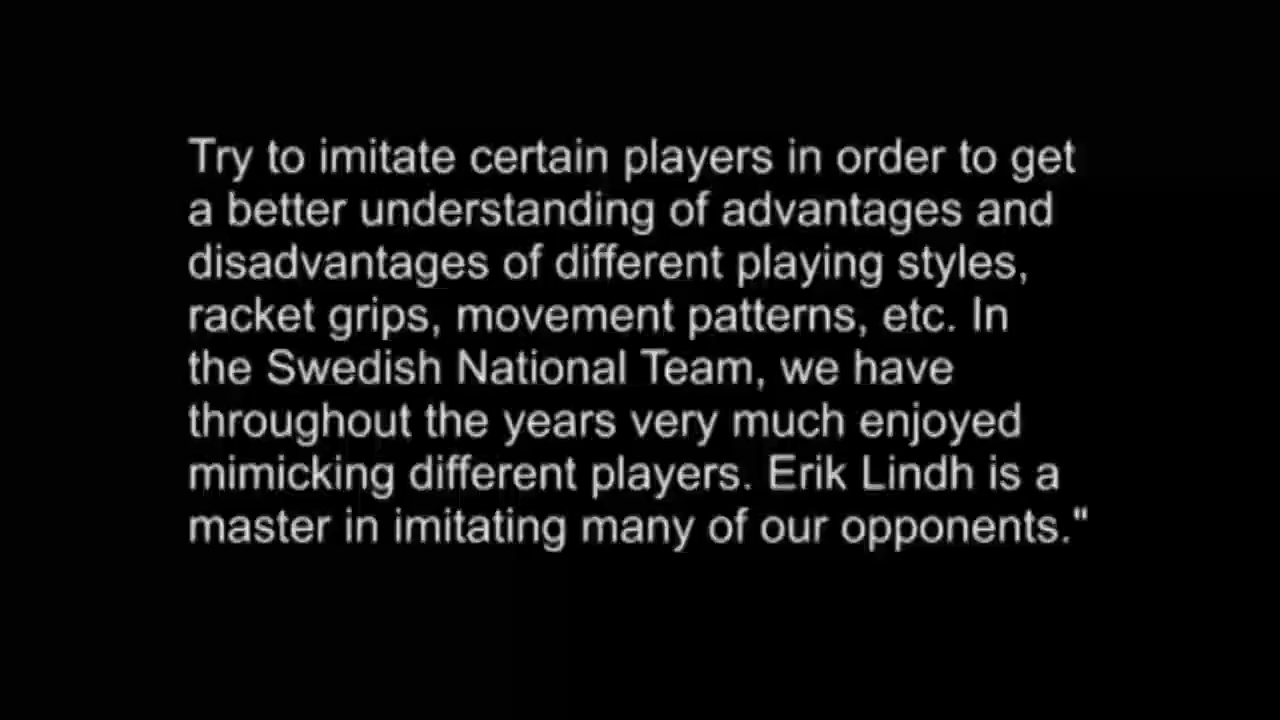 Try to imitate certain players in order to get
a better understanding of advantages and
disadvantages of different playing styles,
racket grips, movement patterns, etc. In
the Swedish National Team, we have
throughout the years very much enjoyed
mimicking different players. Erik Lindh is a
master in imitating many of our opponents."